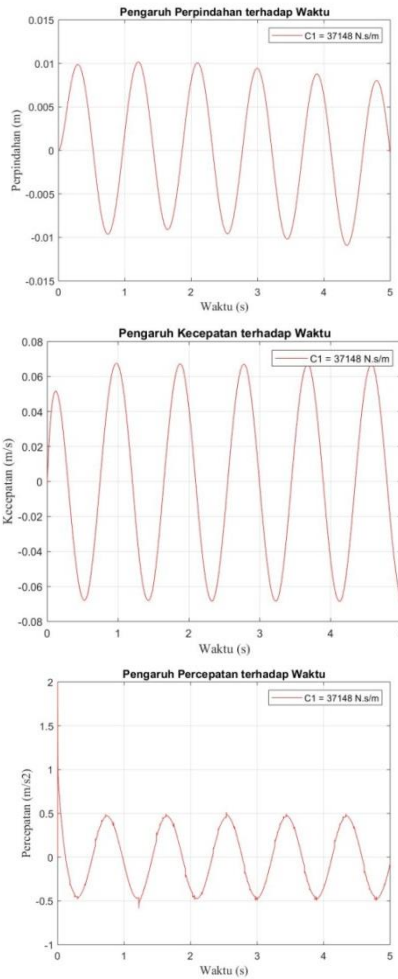 Pengaruh Perpindahan terhadap Waktu
C1 = 37148 N.s/m
0.015
0.01
0.005
0
-0.005
-0.01
-0.015
Perpindahan (m)
0 1 2 3 4 5
Waktu (s)
Pengaruh Kecepatan terhadap Waktu
C1 = 37148 N.s/m
0.08
0.06
0.04
0.02
0
-0.02
-0.04
-0.06
-0.08
Kecepatan (m/s)
0 1 2 3 4
Waktu (s)
Pengaruh Percepatan terhadap Waktu
C1 = 37148 N.s/m
2
1.5
1
0.5
0
-0.5
-1
Percepatan (m/s2)
0 1 2 3 4 5
Waktu (s)